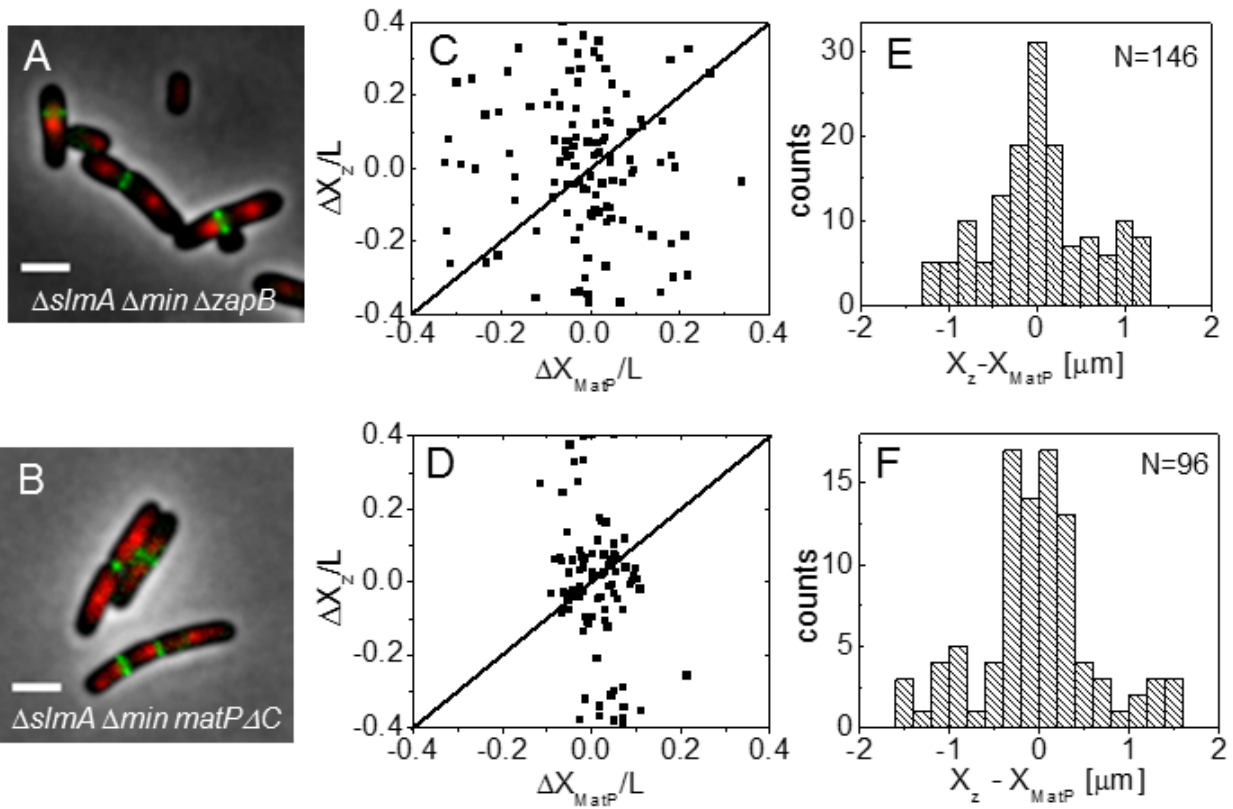 A
ΔslmA Δmin ΔzapB
C
0.4
0.2
0.0
-0.2
-0.4
ΔXz/L
-0.4 -0.2 0.0 0.2 0.4
ΔXMatP/L
E
N=146
30
20
10
0
counts
-2 -1 0 1 2
Xz-XMatP [μm]
B
ΔslmA Δmin matPΔC
D
0.4
0.2
0.0
-0.2
-0.4
ΔXz/L
-0.4 -0.2 0.0 0.2 0.4
ΔXMatP/L
F
N=96
15
10
5
0
counts
-2 -1 0 1 2
Xz - XMatP [μm]